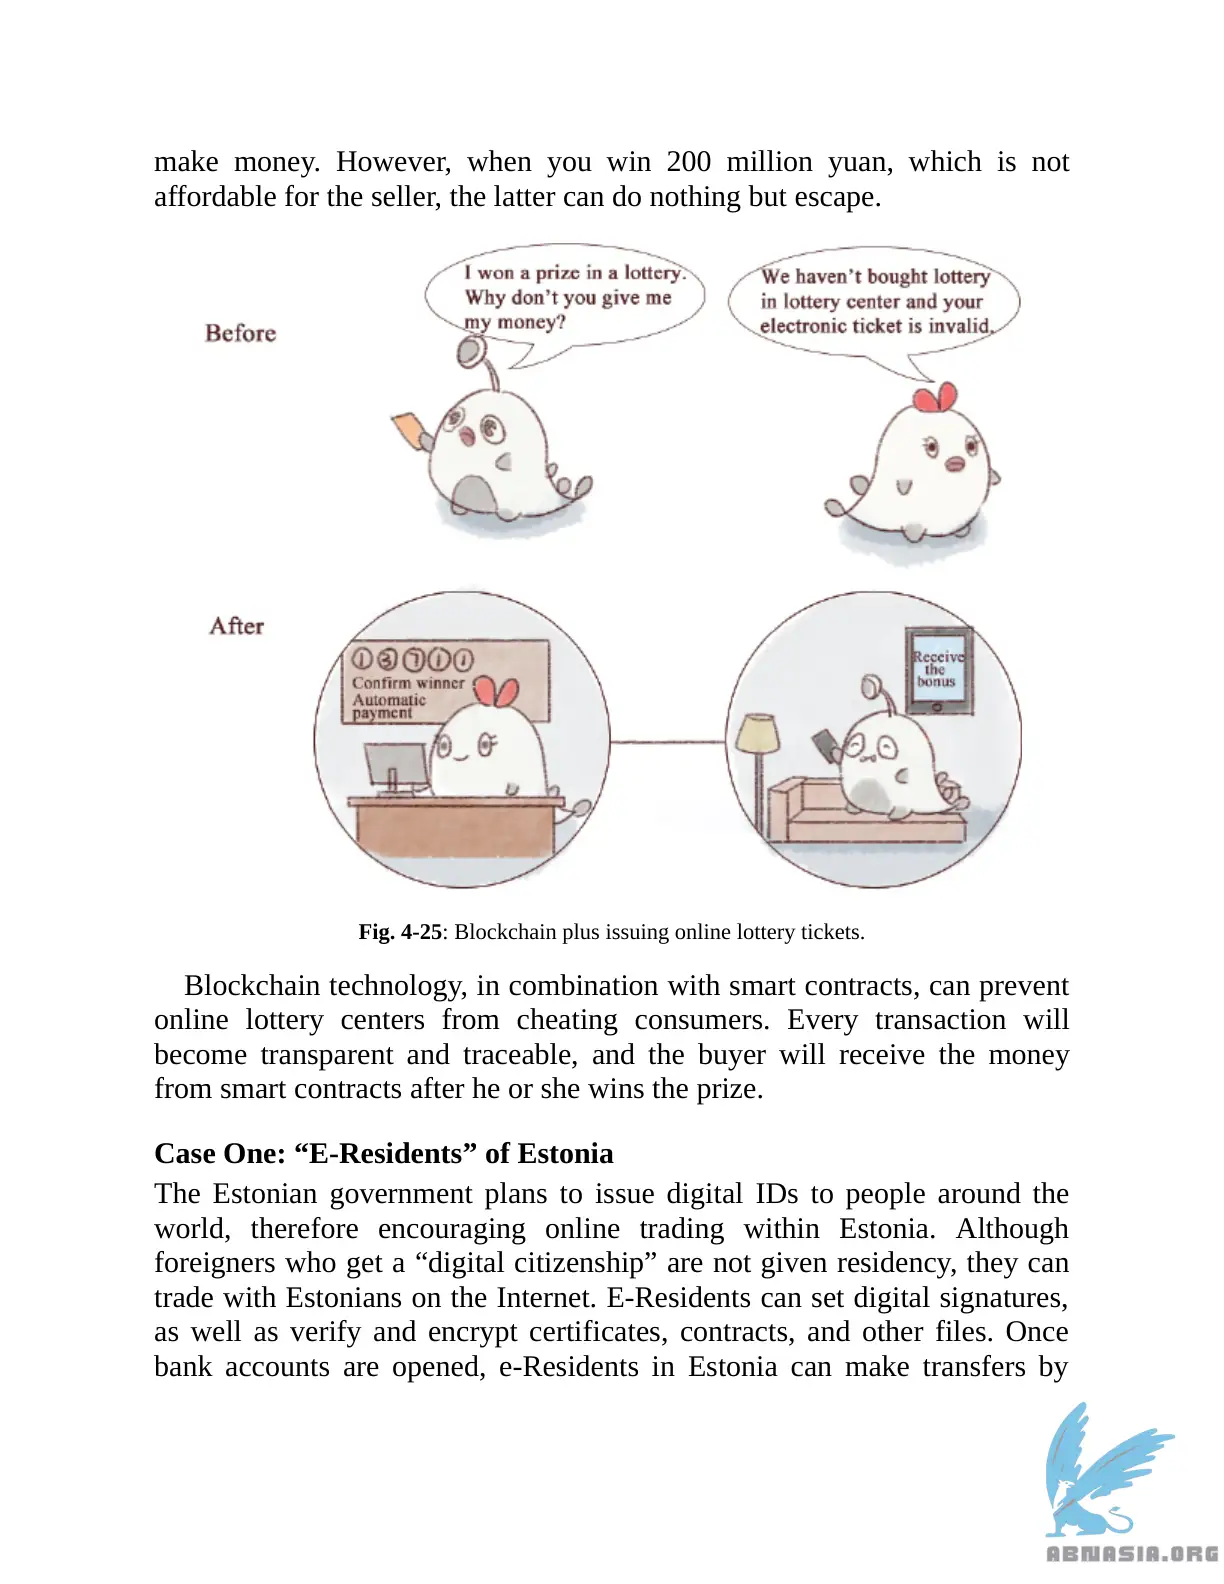 make money. However, when you win 200 million yuan, which is not
affordable for the seller, the latter can do nothing but escape.
I won a prize in a lottery.
Why don't you give me
my money?
We haven't bought lottery
in lottery center and your
electronic ticket is invalid.
Before
After
1 3 7 1 1
Confirm winner
Automatic
payment
Receive
the
bonus
Fig. 4-25: Blockchain plus issuing online lottery tickets.
Blockchain technology, in combination with smart contracts, can prevent
online lottery centers from cheating consumers. Every transaction will
become transparent and traceable, and the buyer will receive the money
from smart contracts after he or she wins the prize.
Case One: “E-Residents” of Estonia
The Estonian government plans to issue digital IDs to people around the
world, therefore encouraging online trading within Estonia. Although
foreigners who get a “digital citizenship” are not given residency, they can
trade with Estonians on the Internet. E-Residents can set digital signatures,
as well as verify and encrypt certificates, contracts, and other files. Once
bank accounts are opened, e-Residents in Estonia can make transfers by
ABNASIA.ORG